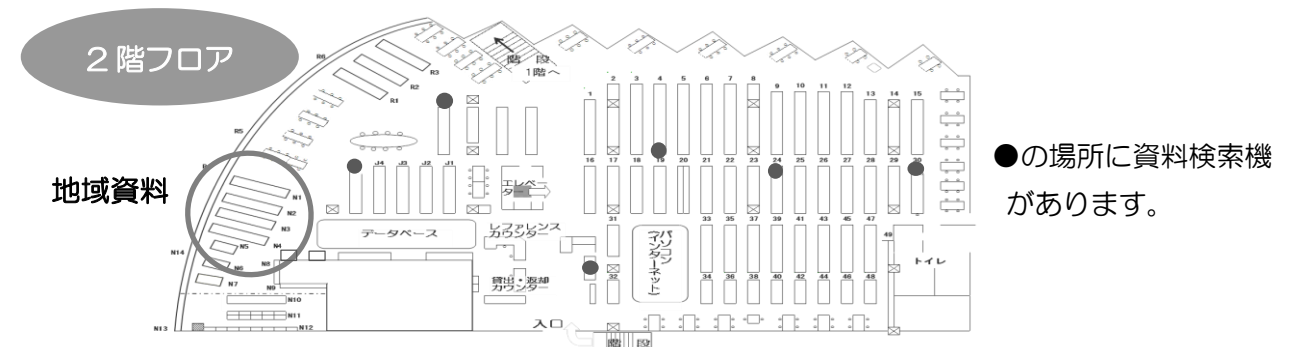 2階フロア
地域資料
●の場所に資料検索機
があります。
階 段
1階へ
R6
R3
R2
R1
R5
J4 J3 J2 J1
エレベーター
データベース
レファレンス
カウンター
貸出・返却
カウンター
入口
階 段
パソコン
(インターネット)
トイレ
1 2 3 4 5 6 7 8 9 10 11 12 13 14 15
16 17 18 19 20 21 22 23 24 25 26 27 28 29 30
31 33 35 37 39 41 43 45 47 49
32 34 36 38 40 42 44 46 48
N1
N2
N3
N4
N5
N6
N7
N8
N9
N10
N11
N12
N13
N14